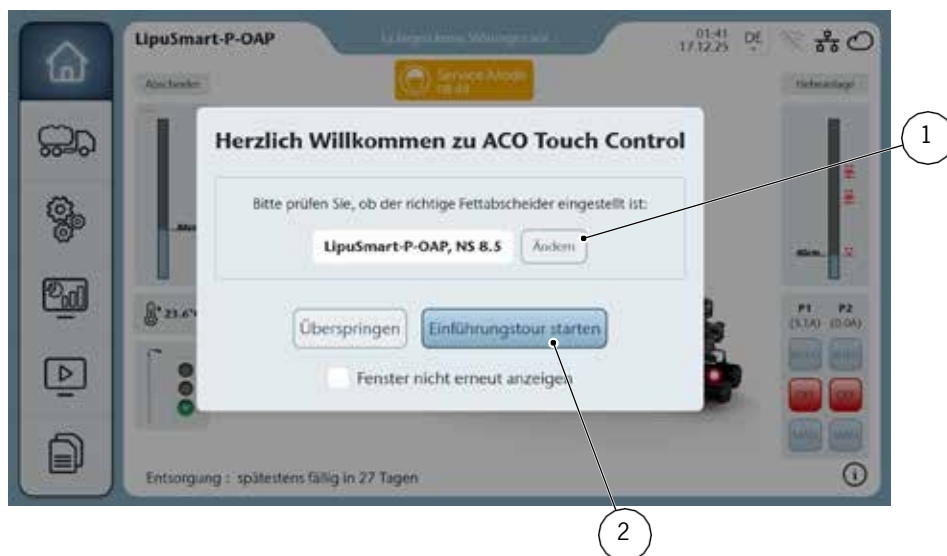 LipuSmart-P-OAP
01:41
17.12.25
DE
Abscheider
Service Mode
Hebeanlage
Herzlich Willkommen zu ACO Touch Control
1
Bitte prüfen Sie, ob der richtige Fettabscheider eingestellt ist:
LipuSmart-P-OAP, NS 8.5
Ändern
23.6°
P1 P2
(5.1A) (0.0A)
Überspringen
Einführungstour starten
Fenster nicht erneut anzeigen
Entsorgung : spätestens fällig in 27 Tagen
2